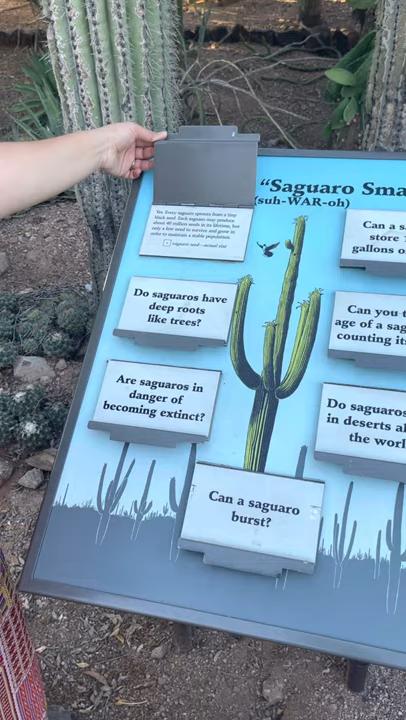 "Saguaro Sma
(suh-WAR-oh)
Yes. Every saguaro sprouts from a tiny
black seed. Each saguaro may produce
about 40 million seeds in its lifetime, but
only a few need to survive and grow in
order to maintain a stable population.
saguaro seed—actual size
Can a s
store
gallons o
Do saguaros have
deep roots
like trees?
Can you t
age of a sag
counting its
Are saguaros in
danger of
becoming extinct?
Do saguaros
in deserts al
the worl
Can a saguaro
burst?